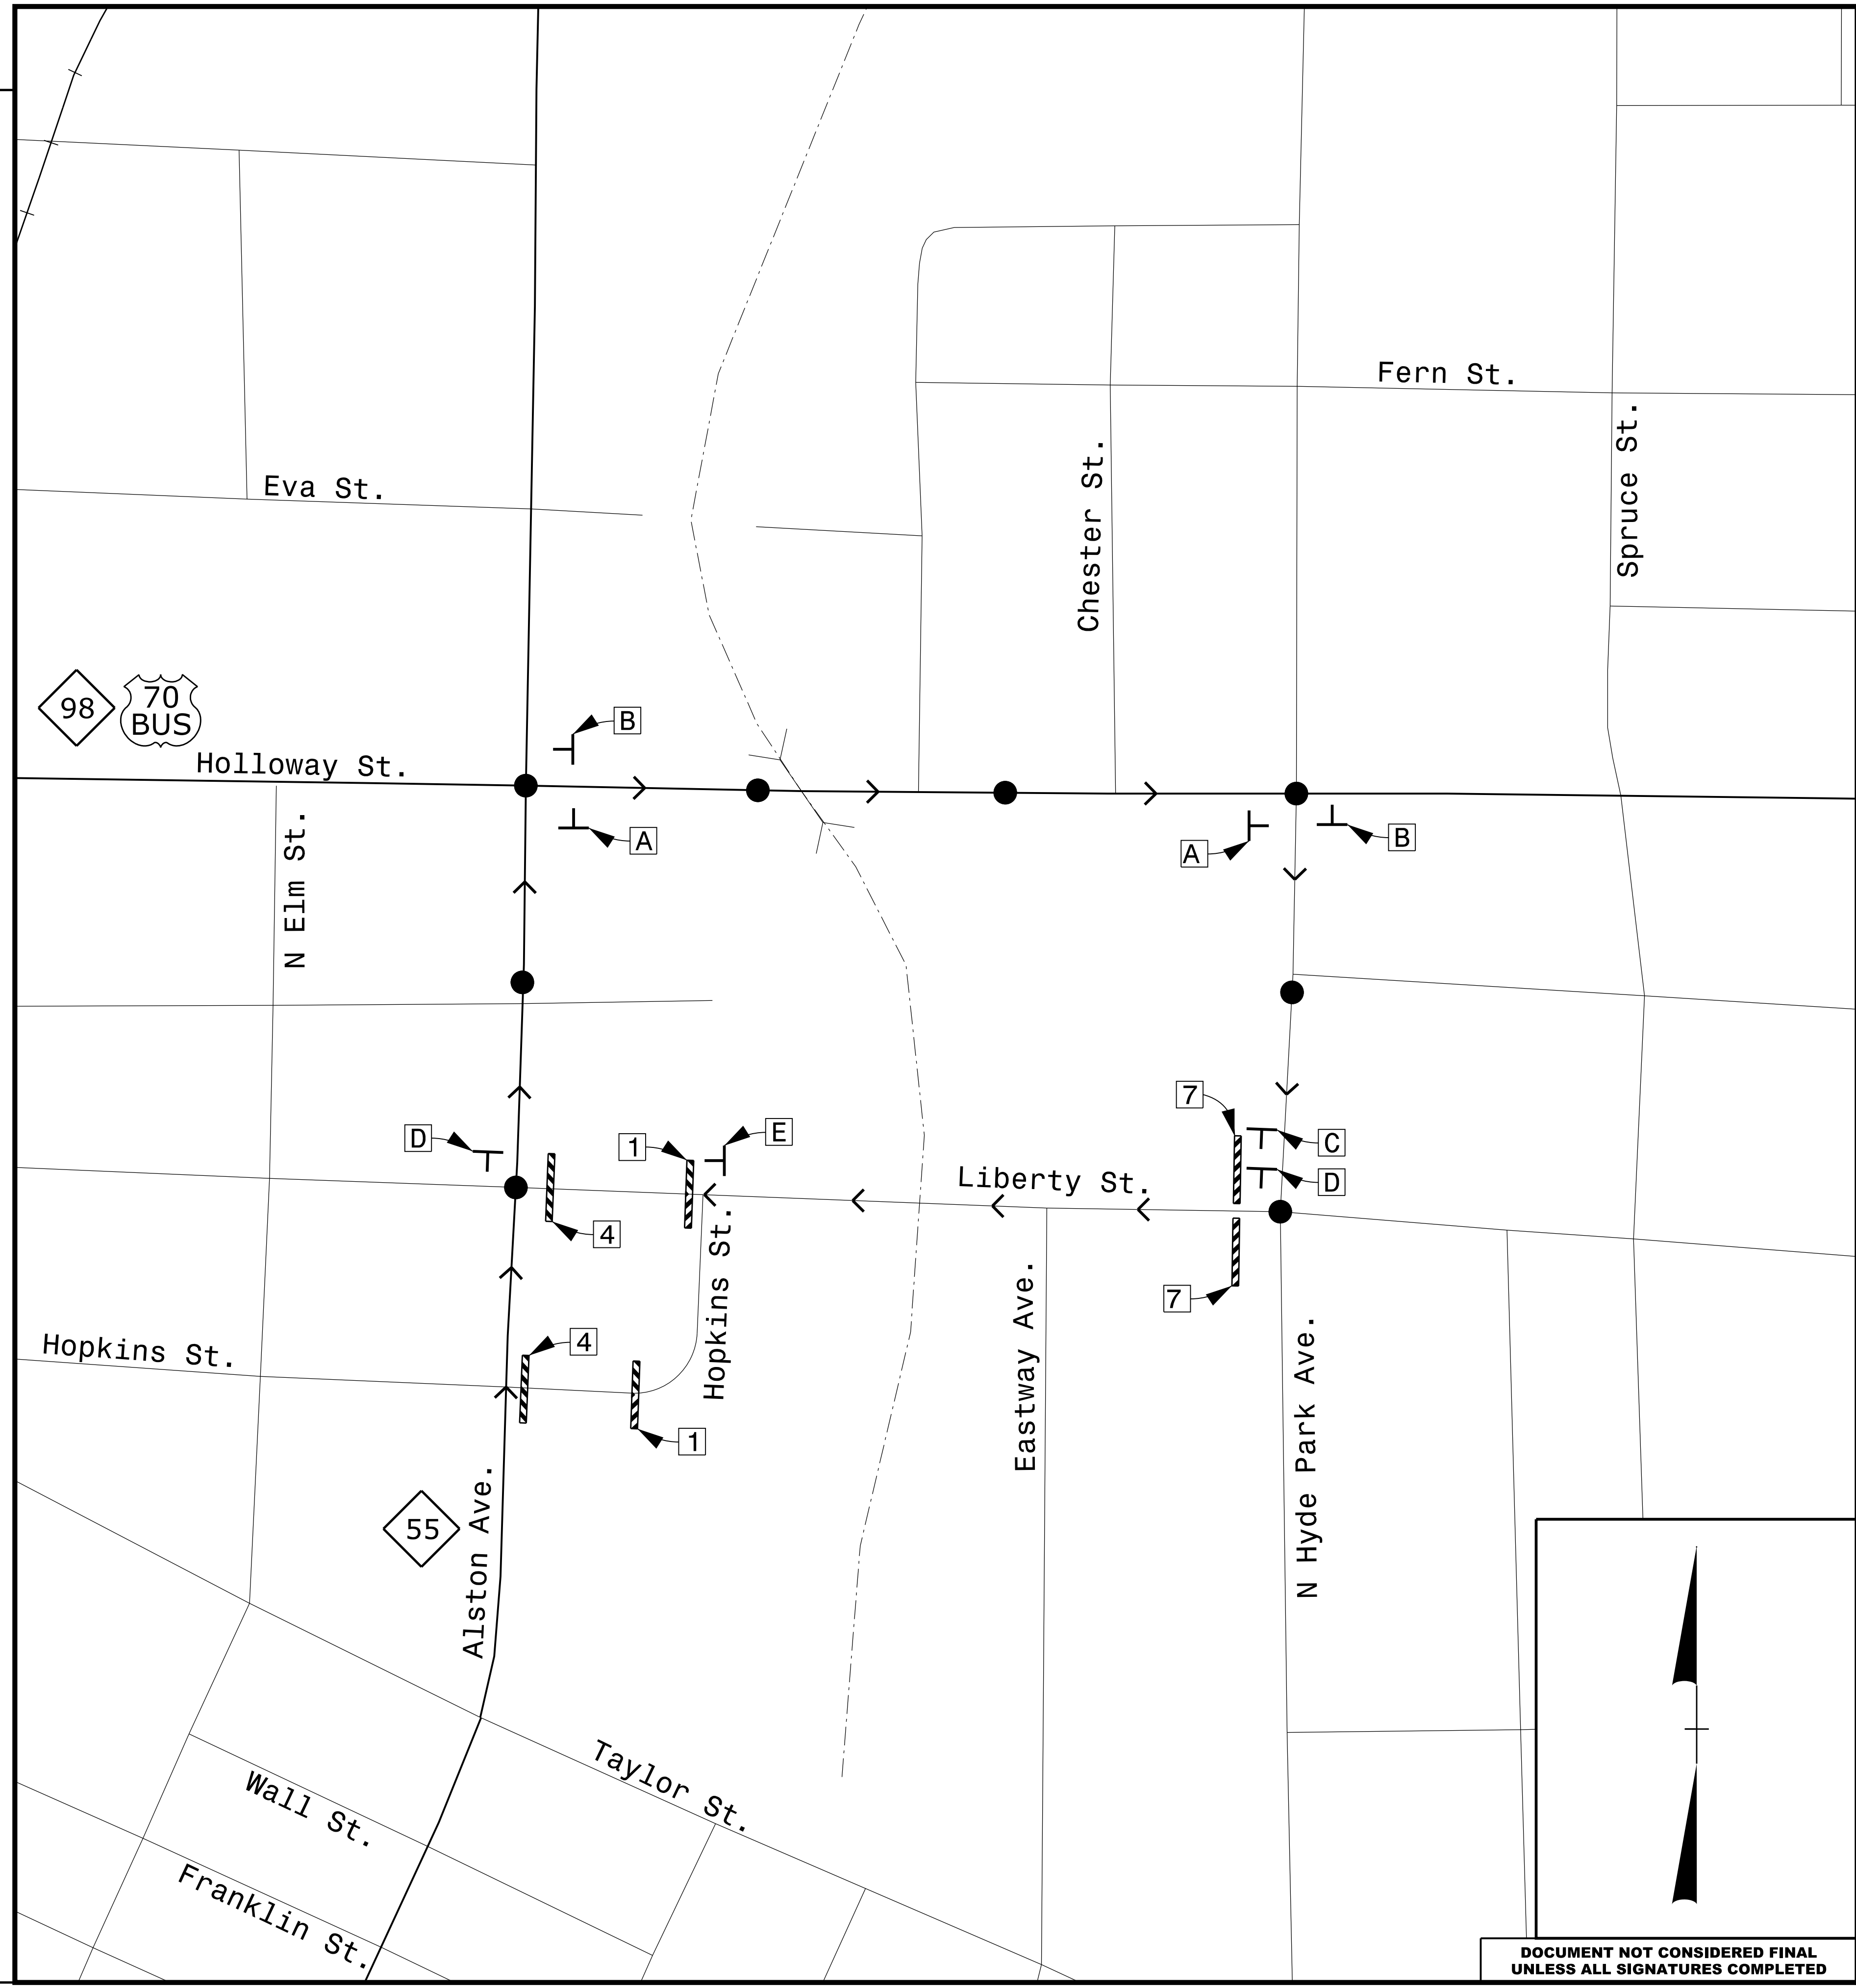 Fern St.
Spruce St.
Chester St.
Eva St.
98
70
BUS
Holloway St.
B
A
A
B
N Elm St.
D
1
E
7
C
D
Liberty St.
4
Hopkins St.
7
Eastway Ave.
N Hyde Park Ave.
Hopkins St.
4
1
55
Alston Ave.
Taylor St.
Wall St.
Franklin St.
DOCUMENT NOT CONSIDERED FINAL
UNLESS ALL SIGNATURES COMPLETED